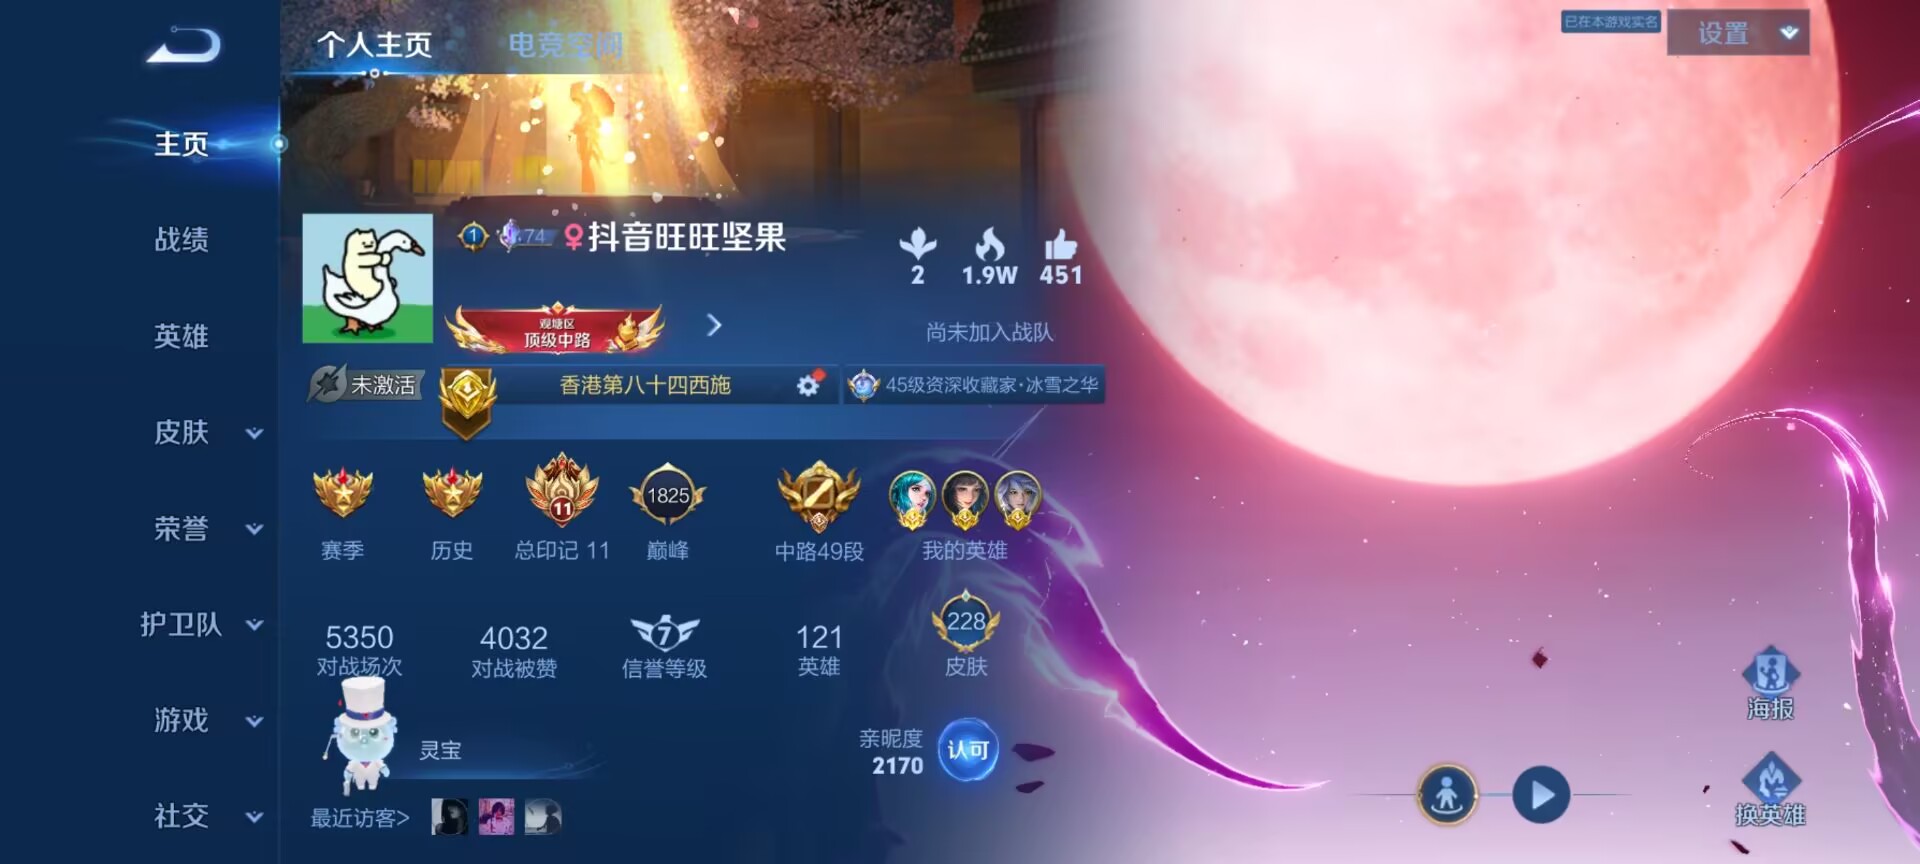 个人主页
电竞空间
已在本游戏实名
设置
主页
战绩
英雄
皮肤
荣誉
护卫队
游戏
社交
1
74
抖音旺旺坚果
2
1.9W
451
观塘区
顶级中路
尚未加入战队
未激活
香港第八十四西施
45级资深收藏家·冰雪之华
11
1825
赛季
历史
总印记 11
巅峰
中路49段
我的英雄
5350
4032
7
121
228
对战场次
对战被赞
信誉等级
英雄
皮肤
灵宝
亲昵度
2170
认可
最近访客>
海报
换英雄